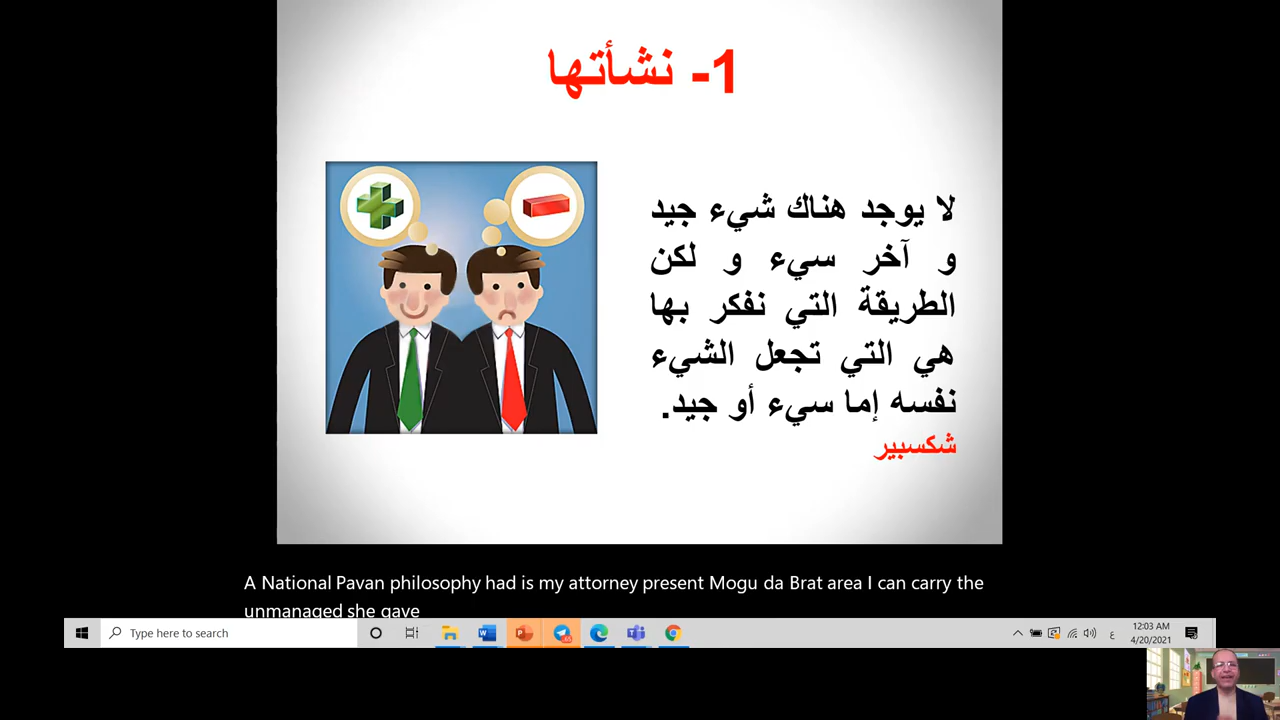 1- نشأتها
لا يوجد هناك شيء جيد
و آخر سيء و لكن
الطريقة التي نفكر بها
هي التي تجعل الشيء
نفسه إما سيء أو جيد.
شكسبير
A National Pavan philosophy had is my attorney present Mogu da Brat area I can carry the
unmanaged she gave
Type here to search
ع
12:03 AM
4/20/2021